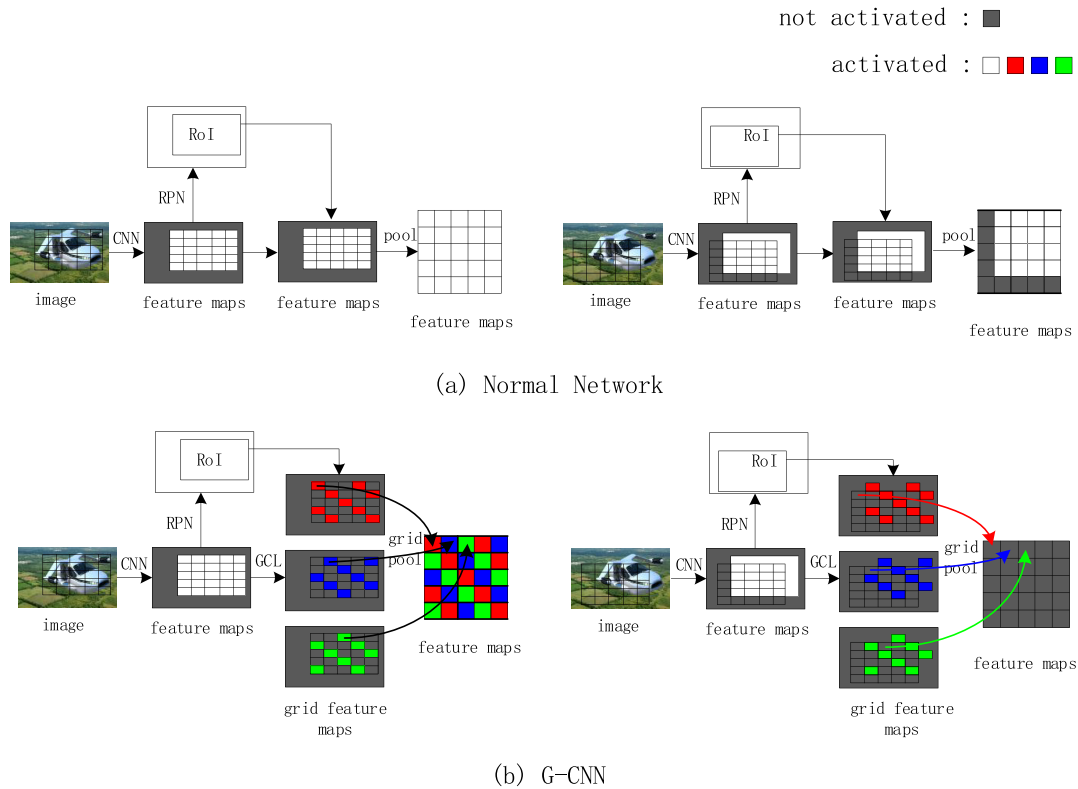 not activated :
activated :
RoI
RPN
CNN
pool
image
feature maps
feature maps
feature maps
RoI
RPN
CNN
pool
image
feature maps
feature maps
feature maps
(a) Normal Network
RoI
RPN
CNN
GCL
grid
pool
image
feature maps
feature maps
grid feature
maps
RoI
RPN
CNN
GCL
grid
pool
image
feature maps
feature maps
grid feature
maps
(b) G-CNN